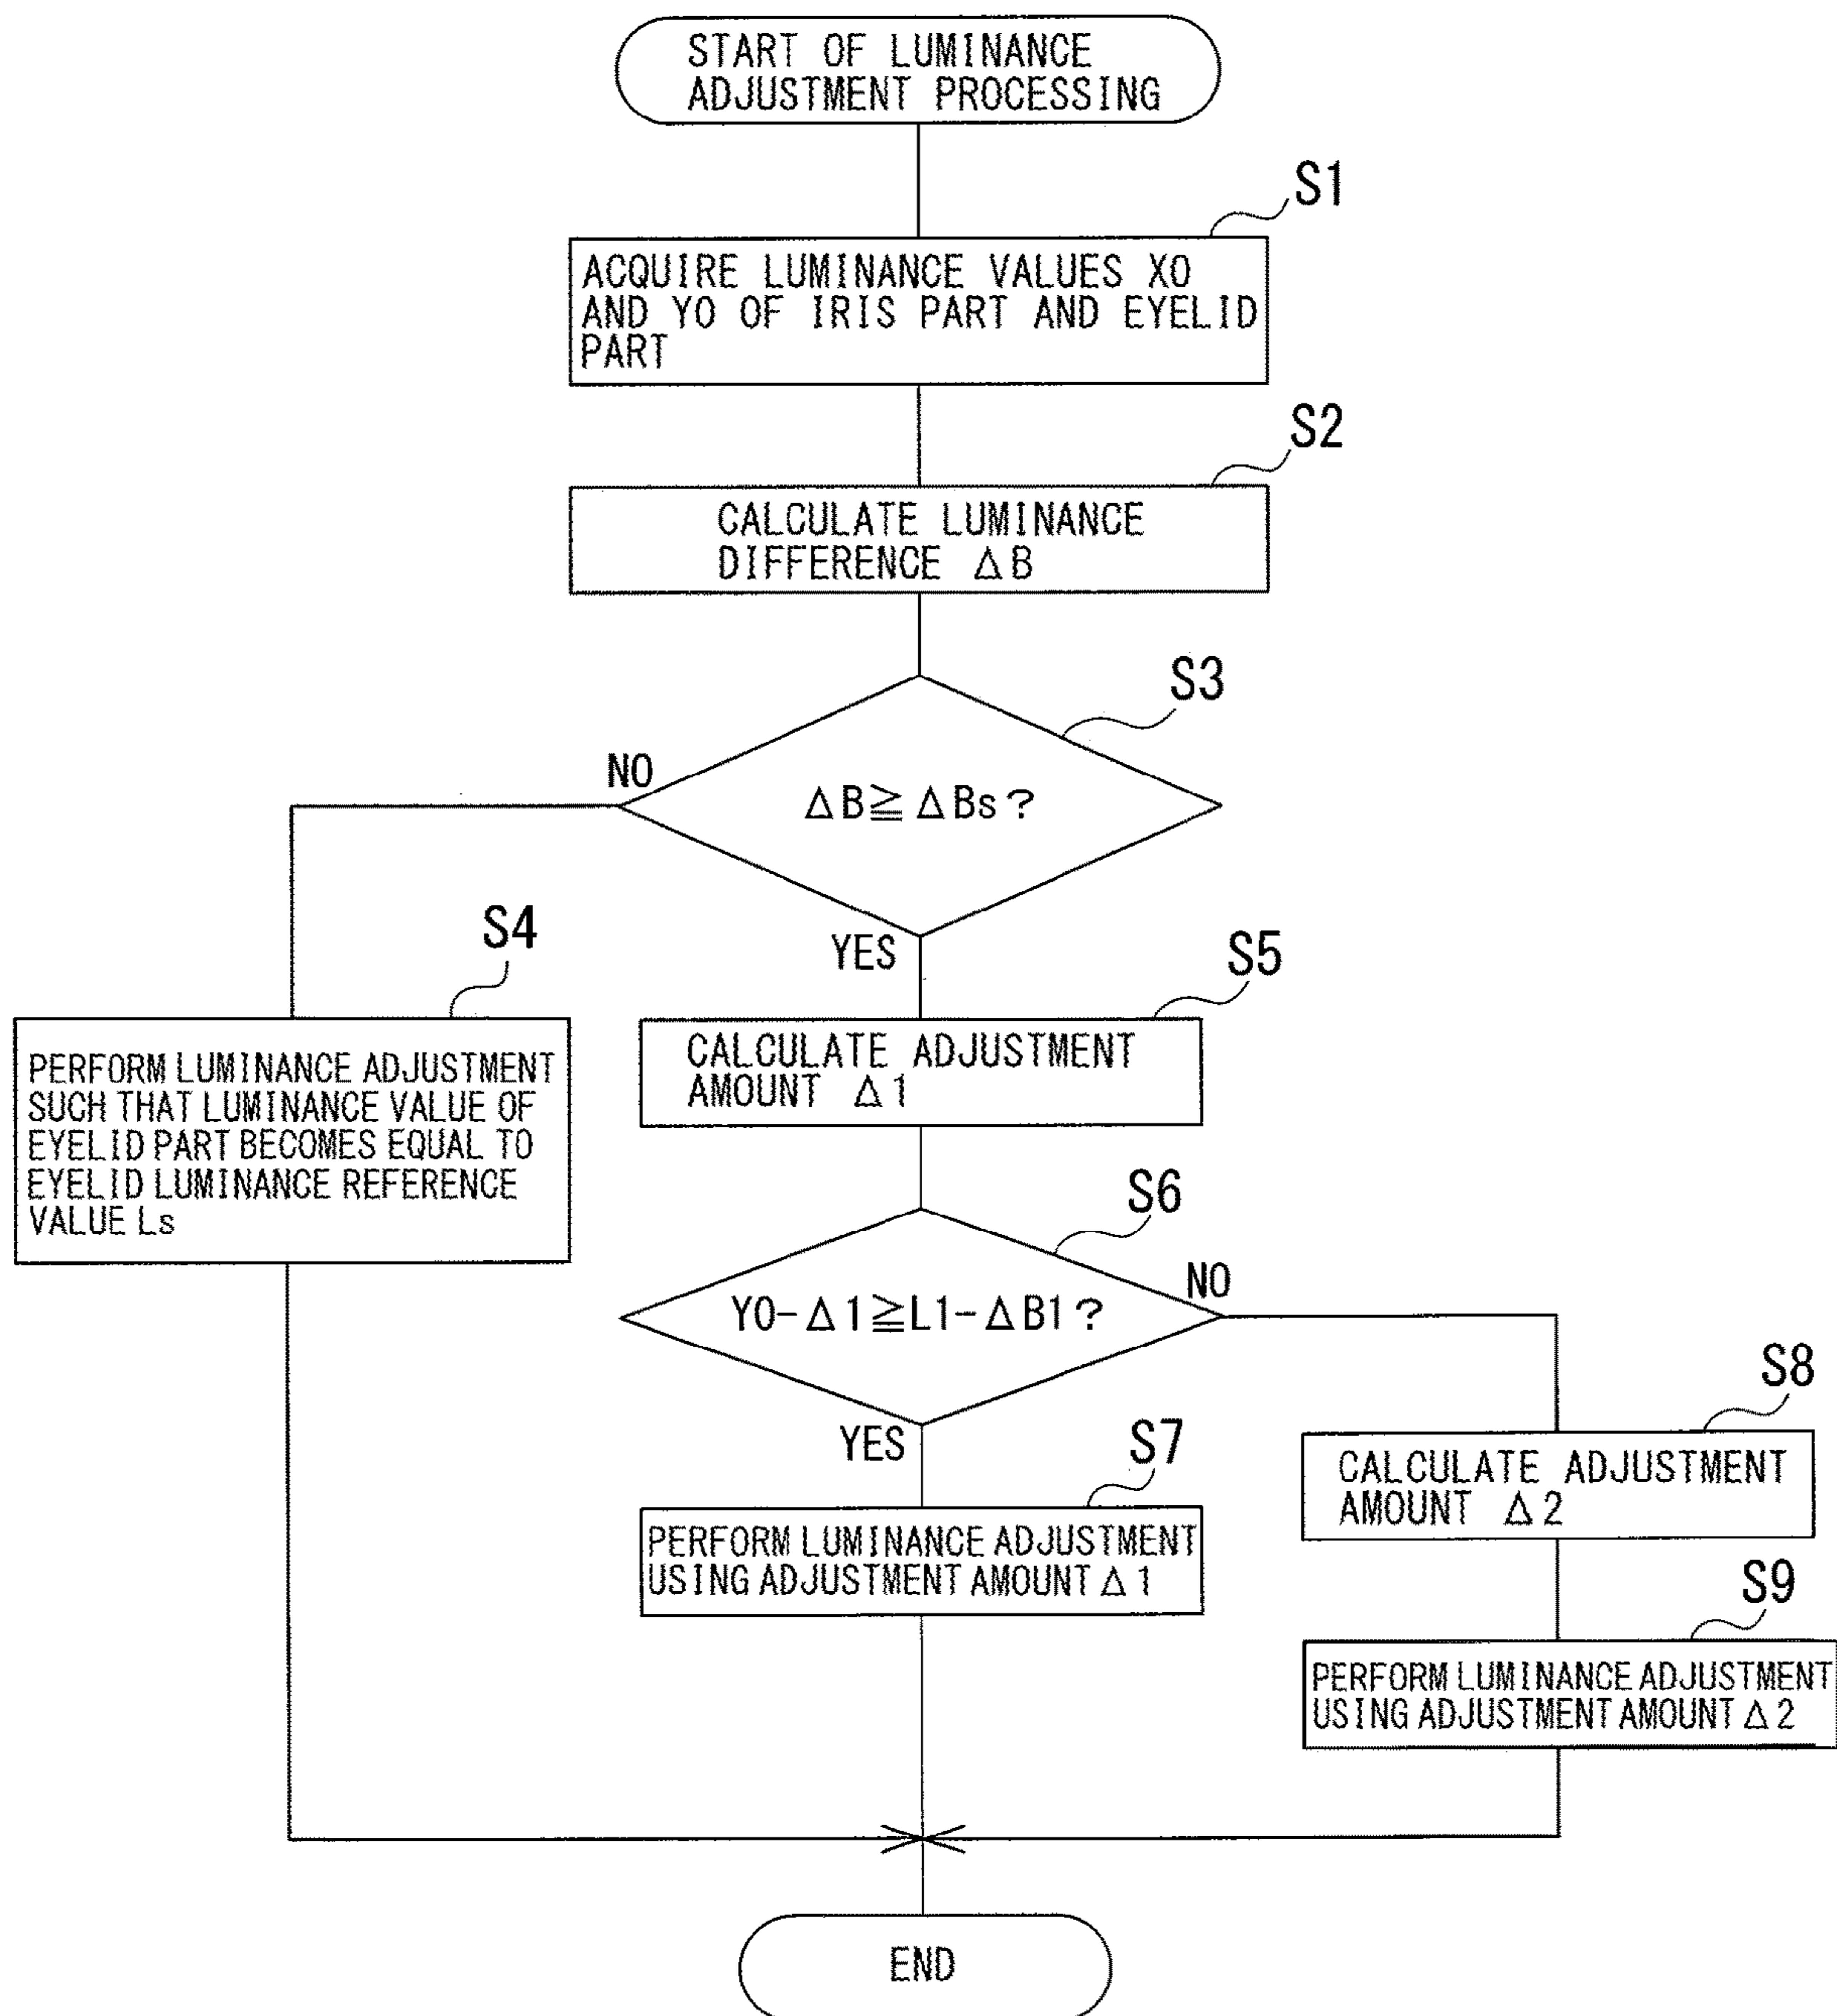 START OF LUMINANCE
ADJUSTMENT PROCESSING
S1
ACQUIRE LUMINANCE VALUES X0
AND Y0 OF IRIS PART AND EYELID
PART
S2
CALCULATE LUMINANCE
DIFFERENCE ΔB
S3
NO
ΔB≧ΔBs?
YES
S4
PERFORM LUMINANCE ADJUSTMENT
SUCH THAT LUMINANCE VALUE OF
EYELID PART BECOMES EQUAL TO
EYELID LUMINANCE REFERENCE
VALUE Ls
S5
CALCULATE ADJUSTMENT
AMOUNT Δ1
S6
NO
Y0-Δ1≧L1-ΔB1?
YES
S7
PERFORM LUMINANCE ADJUSTMENT
USING ADJUSTMENT AMOUNT Δ1
S8
CALCULATE ADJUSTMENT
AMOUNT Δ2
S9
PERFORM LUMINANCE ADJUSTMENT
USING ADJUSTMENT AMOUNT Δ2
END